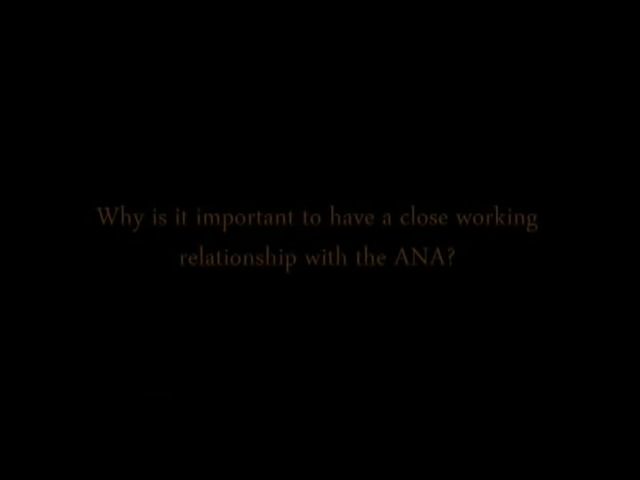 Why is it important to have a close working
relationship with the ANA?